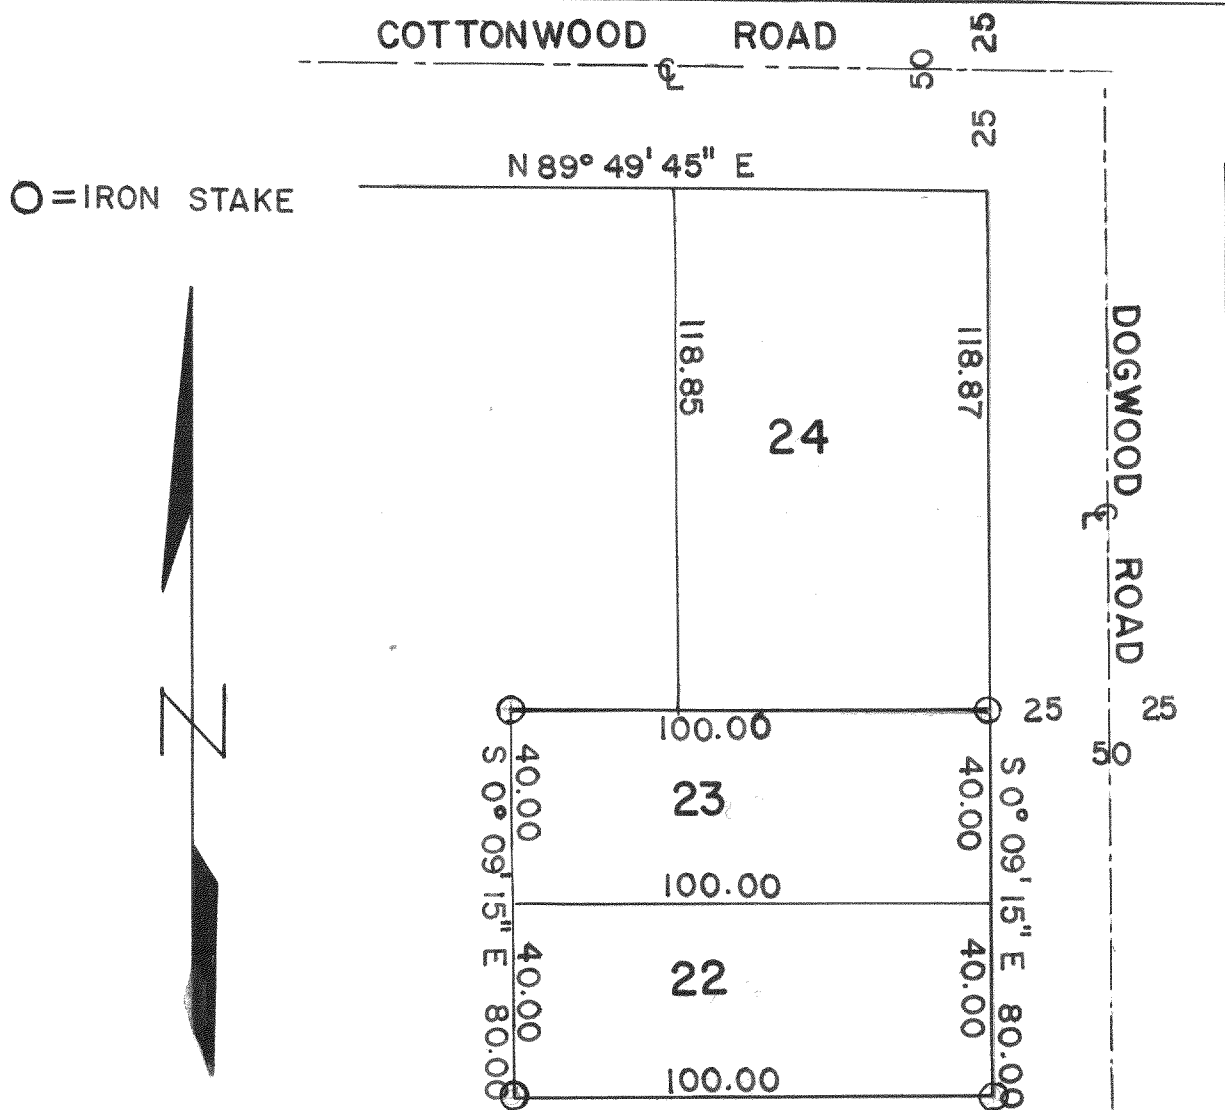 COTTONWOOD ROAD
25
50
℄
25
N 89° 49' 45" E
O = IRON STAKE
118.85
118.87
24
DOGWOOD ROAD
℄
25
25
50
100.00
N
S 0° 09' 15" E 80.00
40.00
23
40.00
S 0° 09' 15" E 80.00
100.00
40.00
22
40.00
100.00